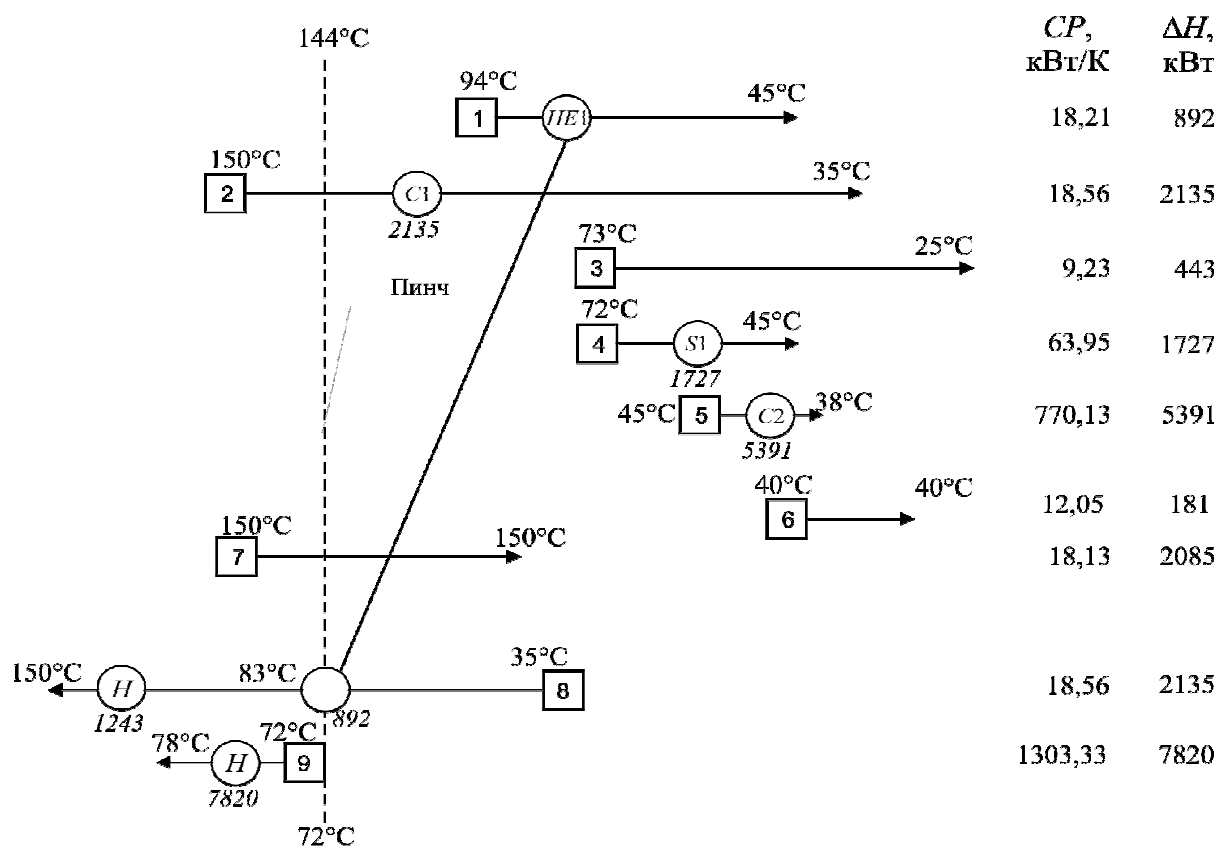 CP, ΔH,
кВт/К кВт
144°C
94°C 45°C
1 HE1 18,21 892
150°C 35°C
2 C1 18,56 2135
2135
73°C 25°C
3 9,23 443
Пинч
72°C 45°C
4 S1 63,95 1727
1727
45°C 5 C2 38°C 770,13 5391
5391
40°C 40°C
6 12,05 181
150°C 150°C
7 18,13 2085
150°C H 83°C 35°C 8 18,56 2135
1243 892
78°C H 72°C 9 1303,33 7820
7820
72°C